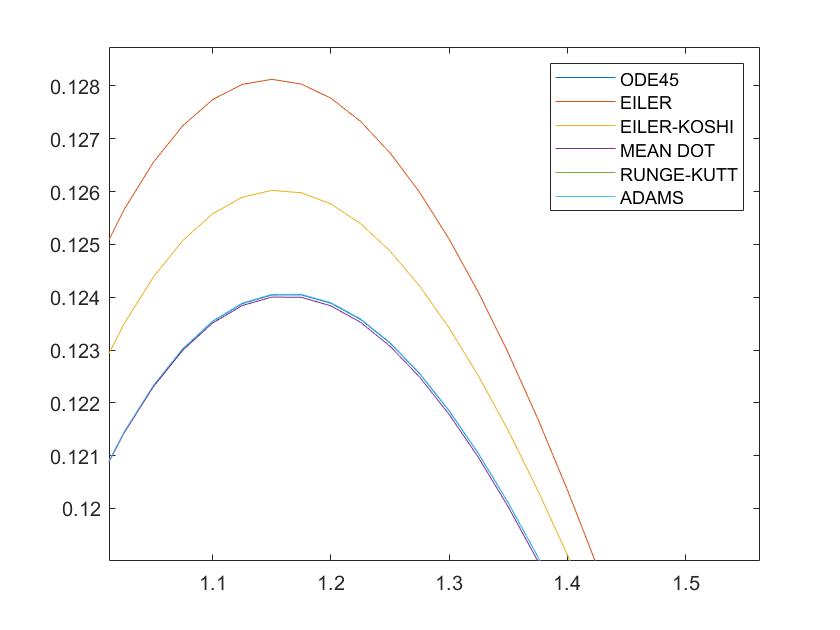 0.128
0.127
0.126
0.125
0.124
0.123
0.122
0.121
0.12
1.1
1.2
1.3
1.4
1.5
ODE45
EILER
EILER-KOSHI
MEAN DOT
RUNGE-KUTT
ADAMS